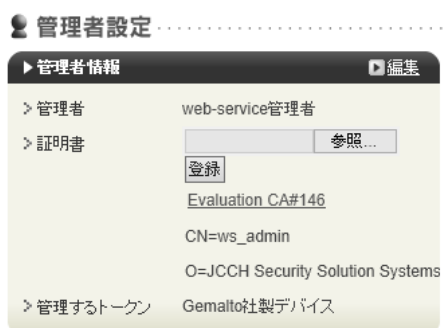 管理者設定
▶管理者情報 ▶編集
>管理者 web-service管理者
>証明書 参照...
登録
Evaluation CA#146
CN=ws_admin
O=JCCH Security Solution Systems
>管理するトークン Gemalto社製デバイス